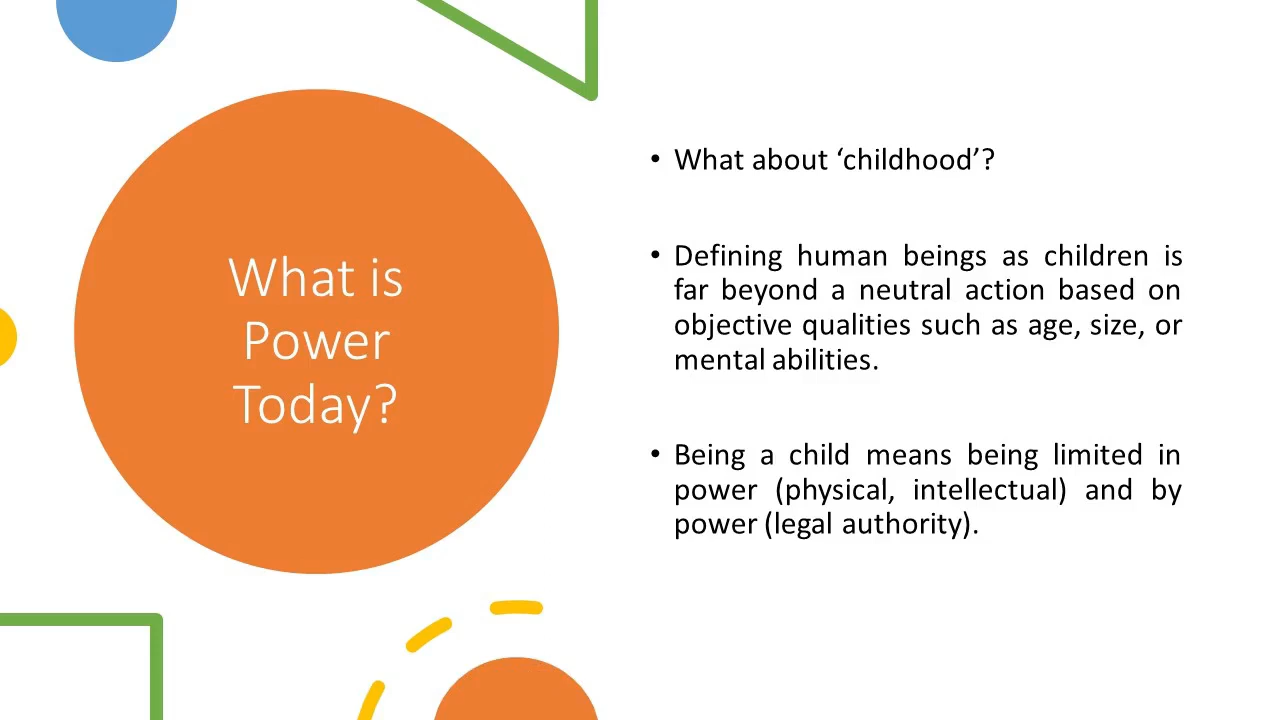 What is
Power
Today?
• What about ‘childhood’?
• Defining human beings as children is
far beyond a neutral action based on
objective qualities such as age, size, or
mental abilities.
• Being a child means being limited in
power (physical, intellectual) and by
power (legal authority).